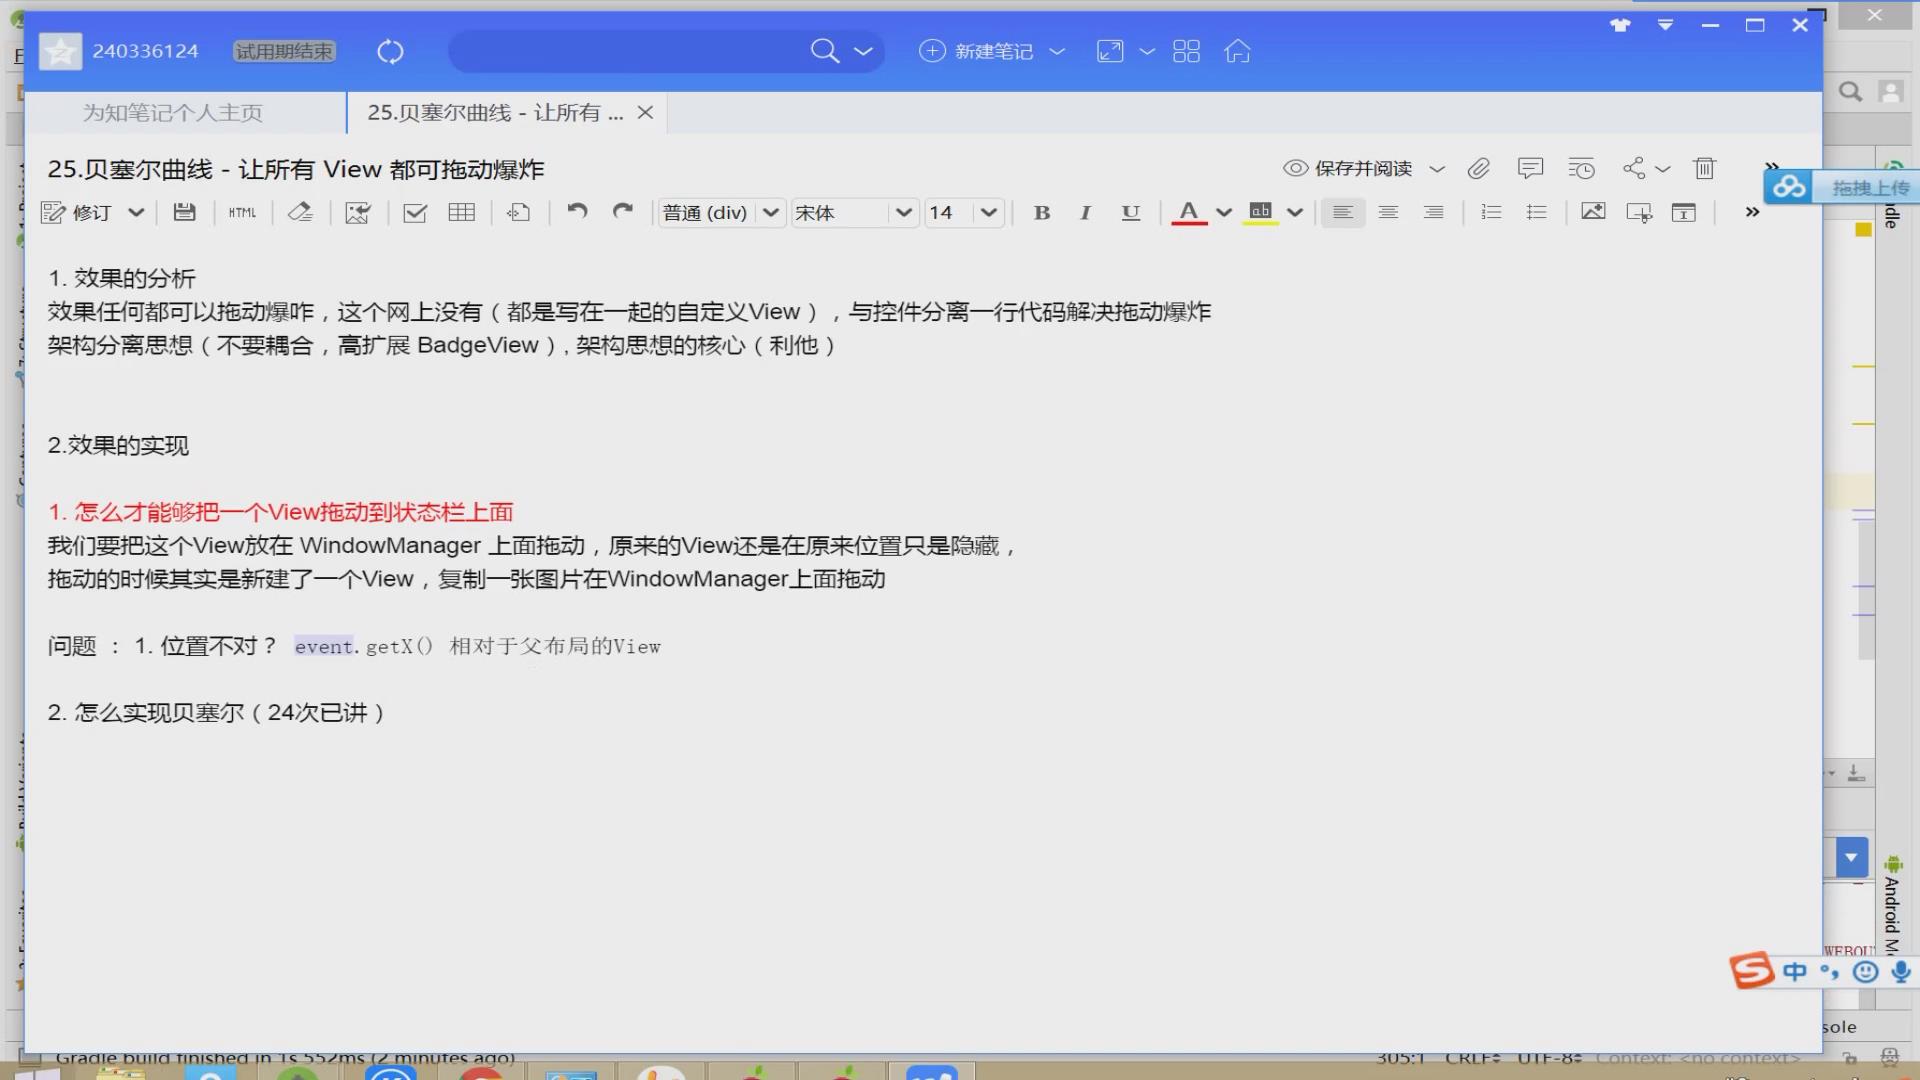 240336124 试用期结束 新建笔记
为知笔记个人主页 25.贝塞尔曲线 - 让所有 ...
25.贝塞尔曲线 - 让所有 View 都可拖动爆炸 保存并阅读
拖拽上传
修订 HTML 普通 (div) 宋体 14 B I U A ab
1. 效果的分析
效果任何都可以拖动爆咋，这个网上没有（都是写在一起的自定义View），与控件分离一行代码解决拖动爆炸
架构分离思想（不要耦合，高扩展 BadgeView）, 架构思想的核心（利他）
2.效果的实现
1. 怎么才能够把一个View拖动到状态栏上面
我们要把这个View放在 WindowManager 上面拖动，原来的View还是在原来位置只是隐藏，
拖动的时候其实是新建了一个View，复制一张图片在WindowManager上面拖动
问题 ： 1. 位置不对？ event.getX() 相对于父布局的View
2. 怎么实现贝塞尔（24次已讲）
Android M
中
Gradle build finished in 1s 552ms (2 minutes ago) 305:1 CRLF UTF-8 Context: <no context>